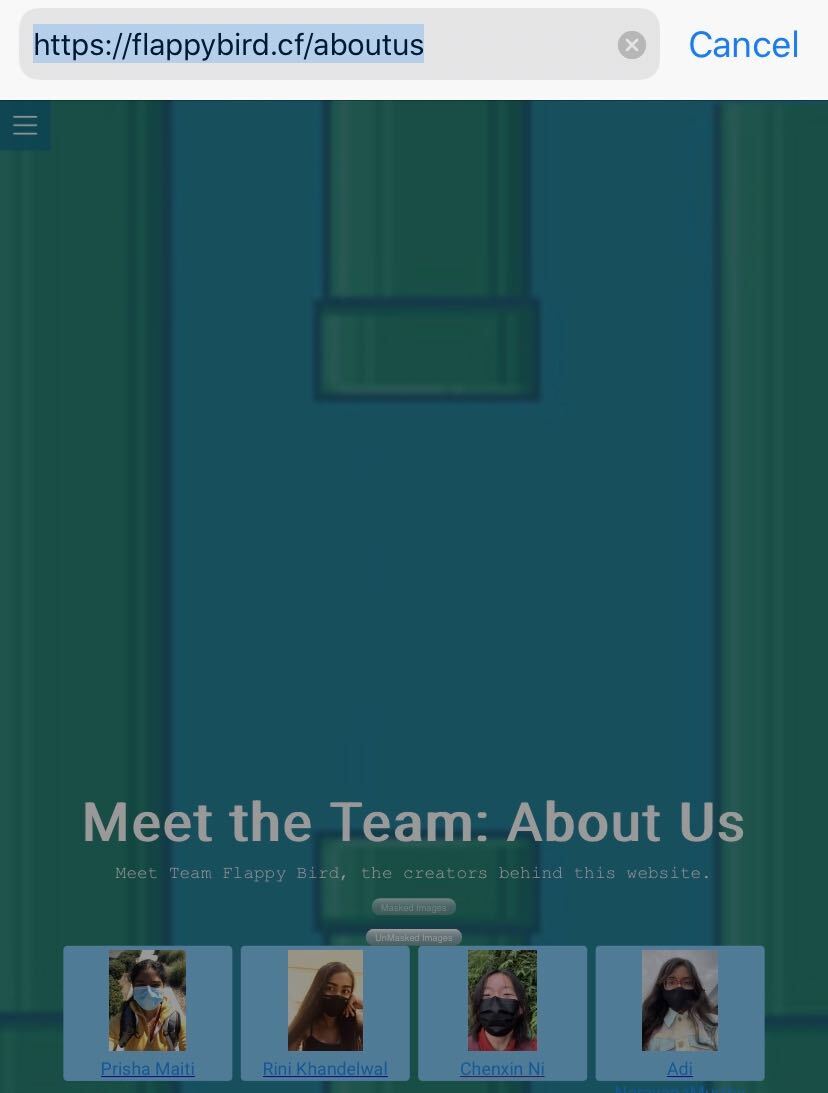 https://flappybird.cf/aboutus
Cancel
Meet the Team: About Us
Meet Team Flappy Bird, the creators behind this website.
Masked Images
UnMasked Images
Prisha Maiti
Rini Khandelwal
Chenxin Ni
Adi